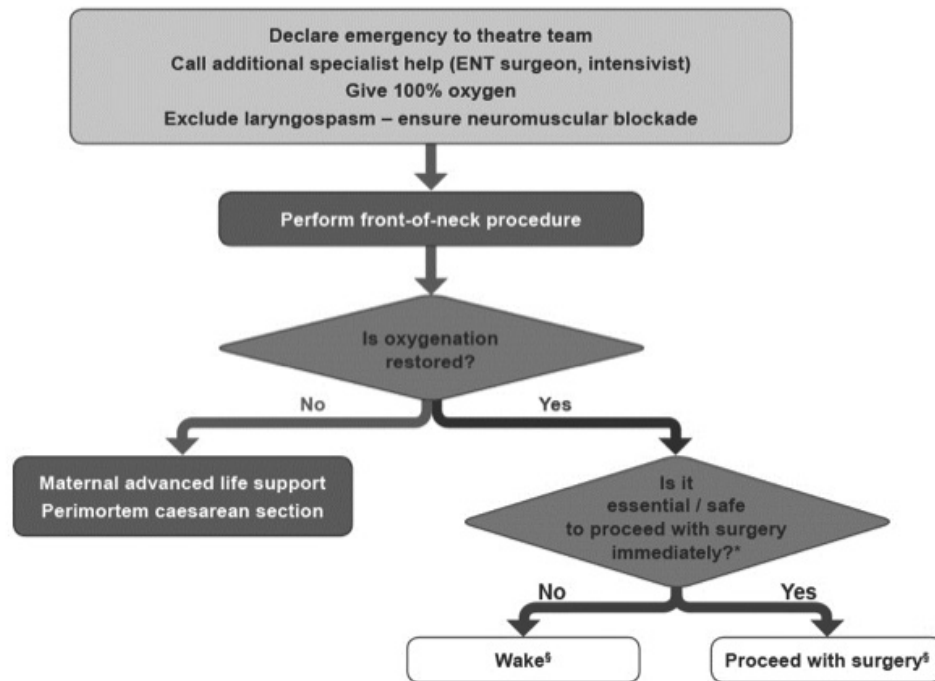 Declare emergency to theatre team
Call additional specialist help (ENT surgeon, intensivist)
Give 100% oxygen
Exclude laryngospasm – ensure neuromuscular blockade
Perform front-of-neck procedure
Is oxygenation
restored?
No
Yes
Maternal advanced life support
Perimortem caesarean section
Is it
essential / safe
to proceed with surgery
immediately?*
No
Yes
Wake§
Proceed with surgery§